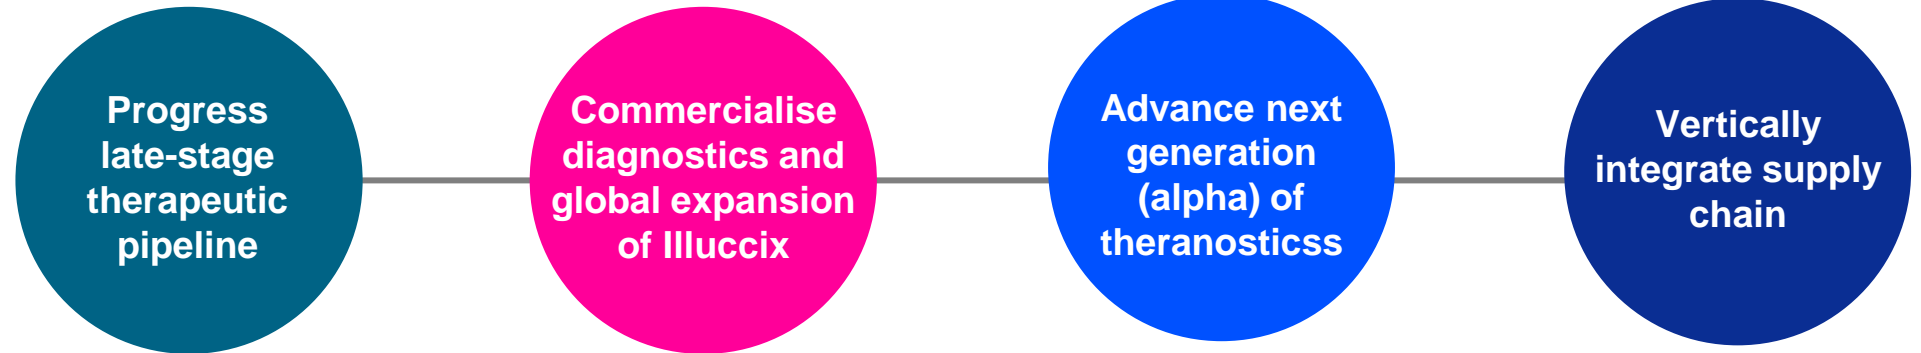 Progress
late-stage
therapeutic
pipeline
Commercialise
diagnostics and
global expansion
of Illuccix
Advance next
generation
(alpha) of
theranosticss
Vertically
integrate supply
chain